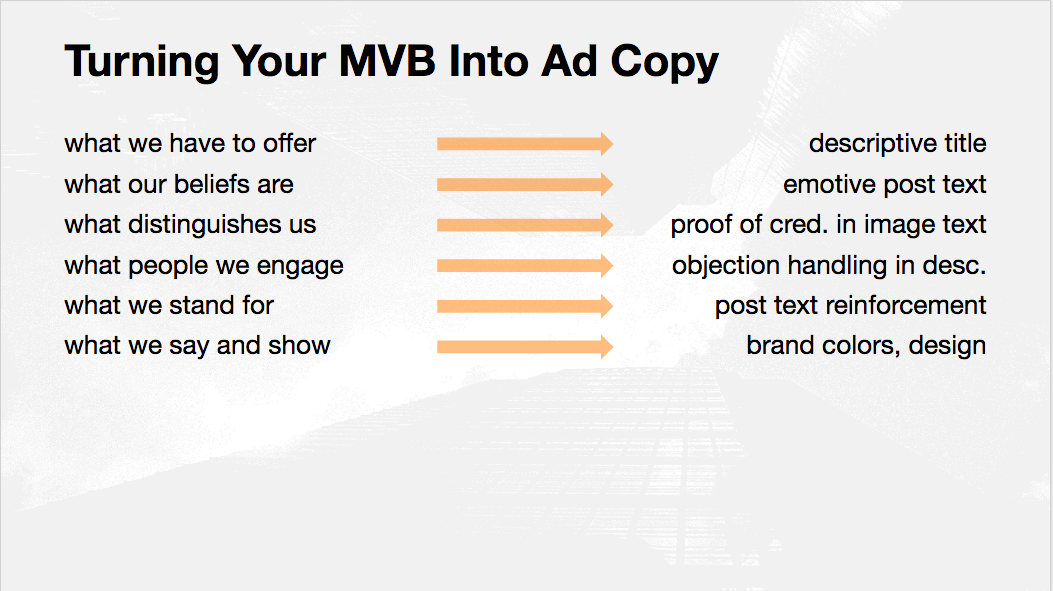 Turning Your MVB Into Ad Copy
what we have to offer descriptive title
what our beliefs are emotive post text
what distinguishes us proof of cred. in image text
what people we engage objection handling in desc.
what we stand for post text reinforcement
what we say and show brand colors, design